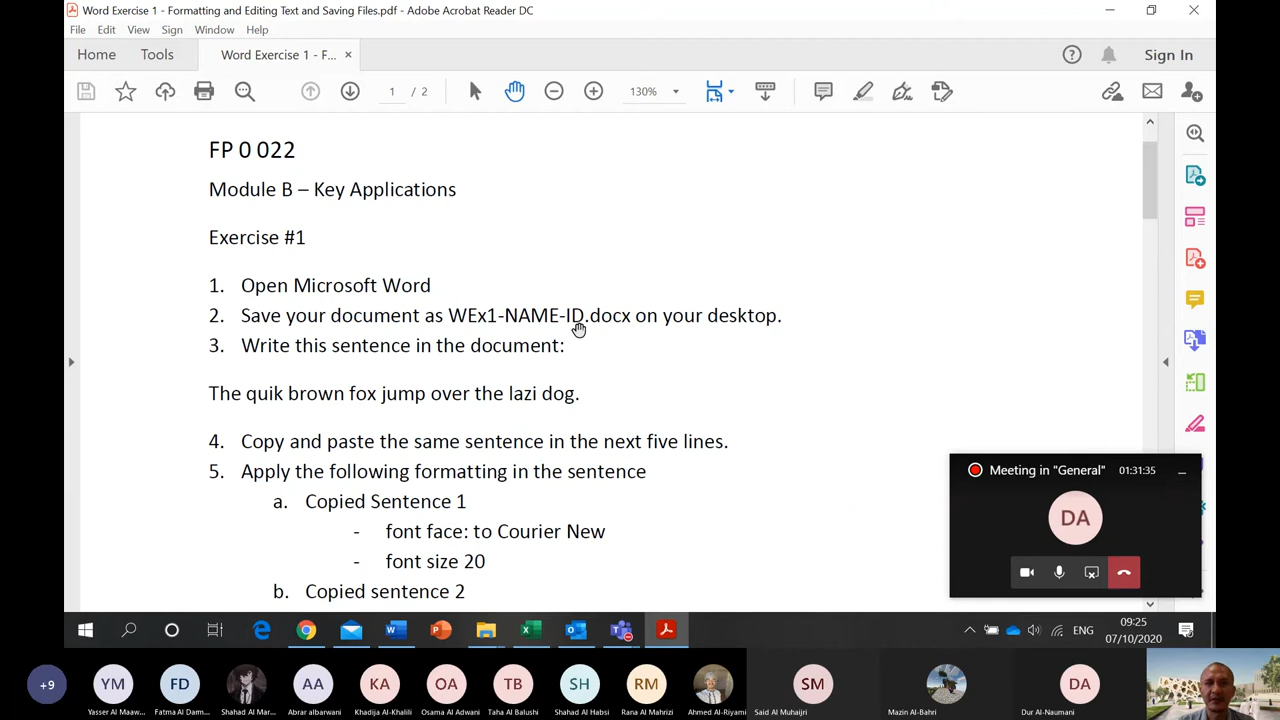 Word Exercise 1 - Formatting and Editing Text and Saving Files.pdf - Adobe Acrobat Reader DC
File Edit View Sign Window Help
Home Tools Word Exercise 1 - F... × Sign In
1 / 2 130%
FP 0 022
Module B – Key Applications
Exercise #1
1. Open Microsoft Word
2. Save your document as WEx1-NAME-ID.docx on your desktop.
3. Write this sentence in the document:
The quik brown fox jump over the lazi dog.
4. Copy and paste the same sentence in the next five lines.
5. Apply the following formatting in the sentence
a. Copied Sentence 1
- font face: to Courier New
- font size 20
b. Copied sentence 2
Meeting in "General" 01:31:35
DA
ENG 09:25
07/10/2020
+9 YM FD AA KA OA TB SH RM SM DA
Yasser Al Maaw... Fatma Al Darm... Shahad Al Mar... Abrar albarwani Khadija Al-Khalili Osama Al Adwani Taha Al Balushi Shahad Al Habsi Rana Al Mahrizi Ahmed Al-Riyami Said Al Muhaijri Mazin Al-Bahri Dur Al-Naumani